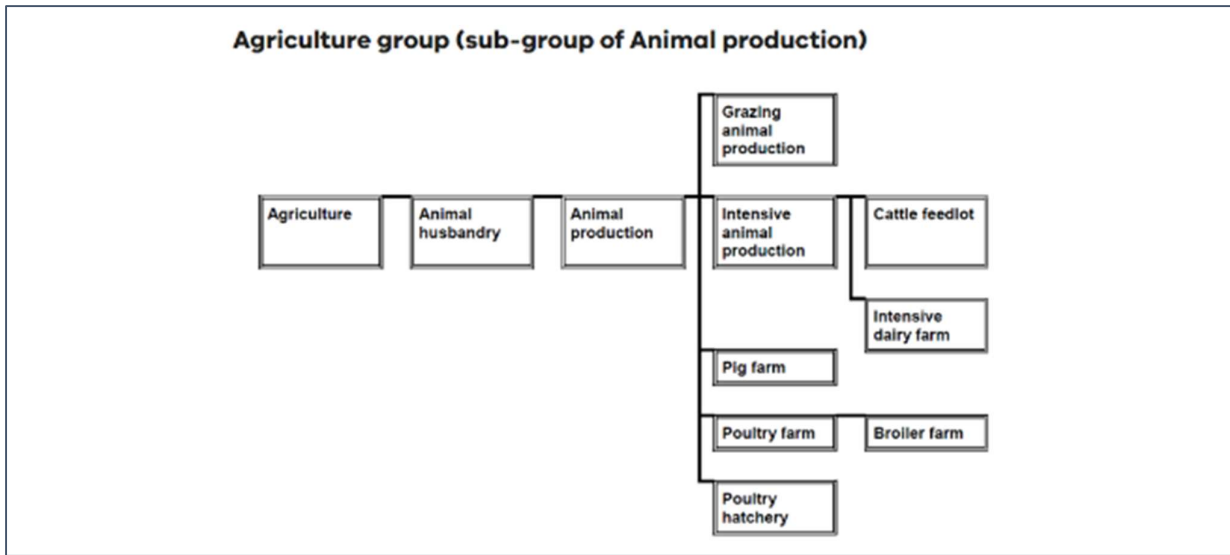 Agriculture group (sub-group of Animal production)
Grazing
animal
production
Agriculture
Animal
husbandry
Animal
production
Intensive
animal
production
Cattle feedlot
Intensive
dairy farm
Pig farm
Poultry farm
Broiler farm
Poultry
hatchery